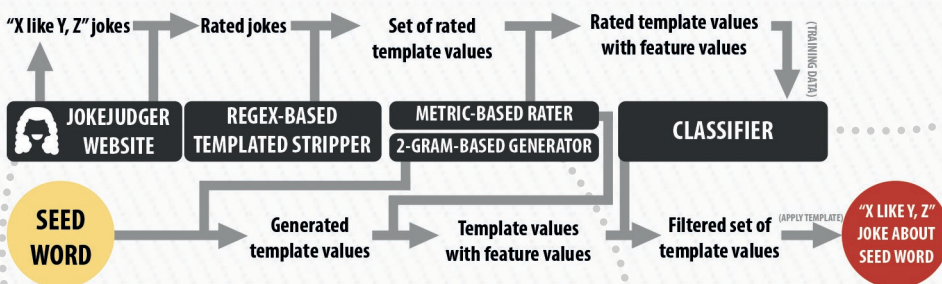 “X like Y, Z” jokes
Rated jokes
Set of rated
template values
Rated template values
with feature values
(TRAINING DATA)
JOKEJUDGER
WEBSITE
REGEX-BASED
TEMPLATED STRIPPER
METRIC-BASED RATER
2-GRAM-BASED GENERATOR
CLASSIFIER
SEED
WORD
Generated
template values
Template values
with feature values
Filtered set of
template values
(APPLY TEMPLATE)
“X LIKE Y, Z”
JOKE ABOUT
SEED WORD